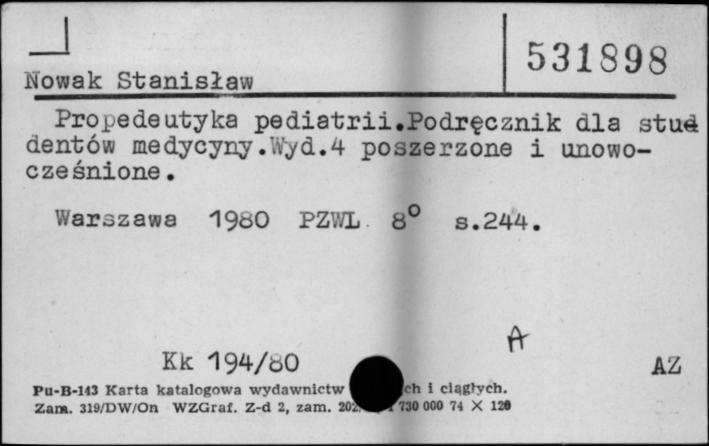 531898
Nowak Stanisław
Propedeutyka pediatrii.Podręcznik dla stud
dentów medycyny.Wyd.4 poszerzone i unowo-
cześnione.
Warszawa 1980 PZWL 8° s.244.
A
Kk 194/80
AZ
Pu-B-143 Karta katalogowa wydawnictw ch i ciągłych.
Zam. 319/DW/On WZGraf. Z-d 2, zam. 202, 730 000 74 X 120